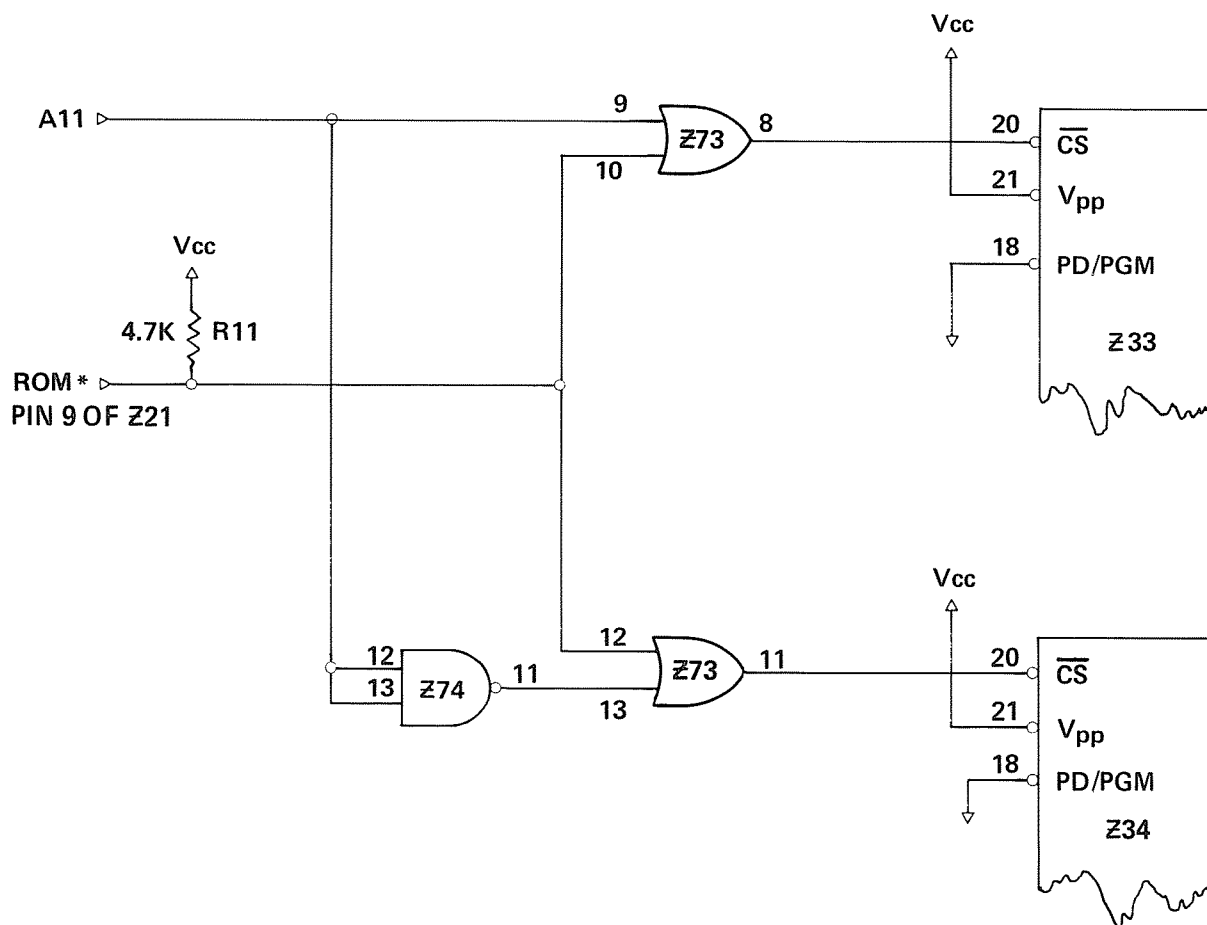 Vcc
A11
9
Z73
8
10
20
CS
21
Vpp
18
PD/PGM
Z33
Vcc
4.7K
R11
ROM *
PIN 9 OF Z21
Vcc
12
13
Z74
11
12
13
Z73
11
20
CS
21
Vpp
18
PD/PGM
Z34